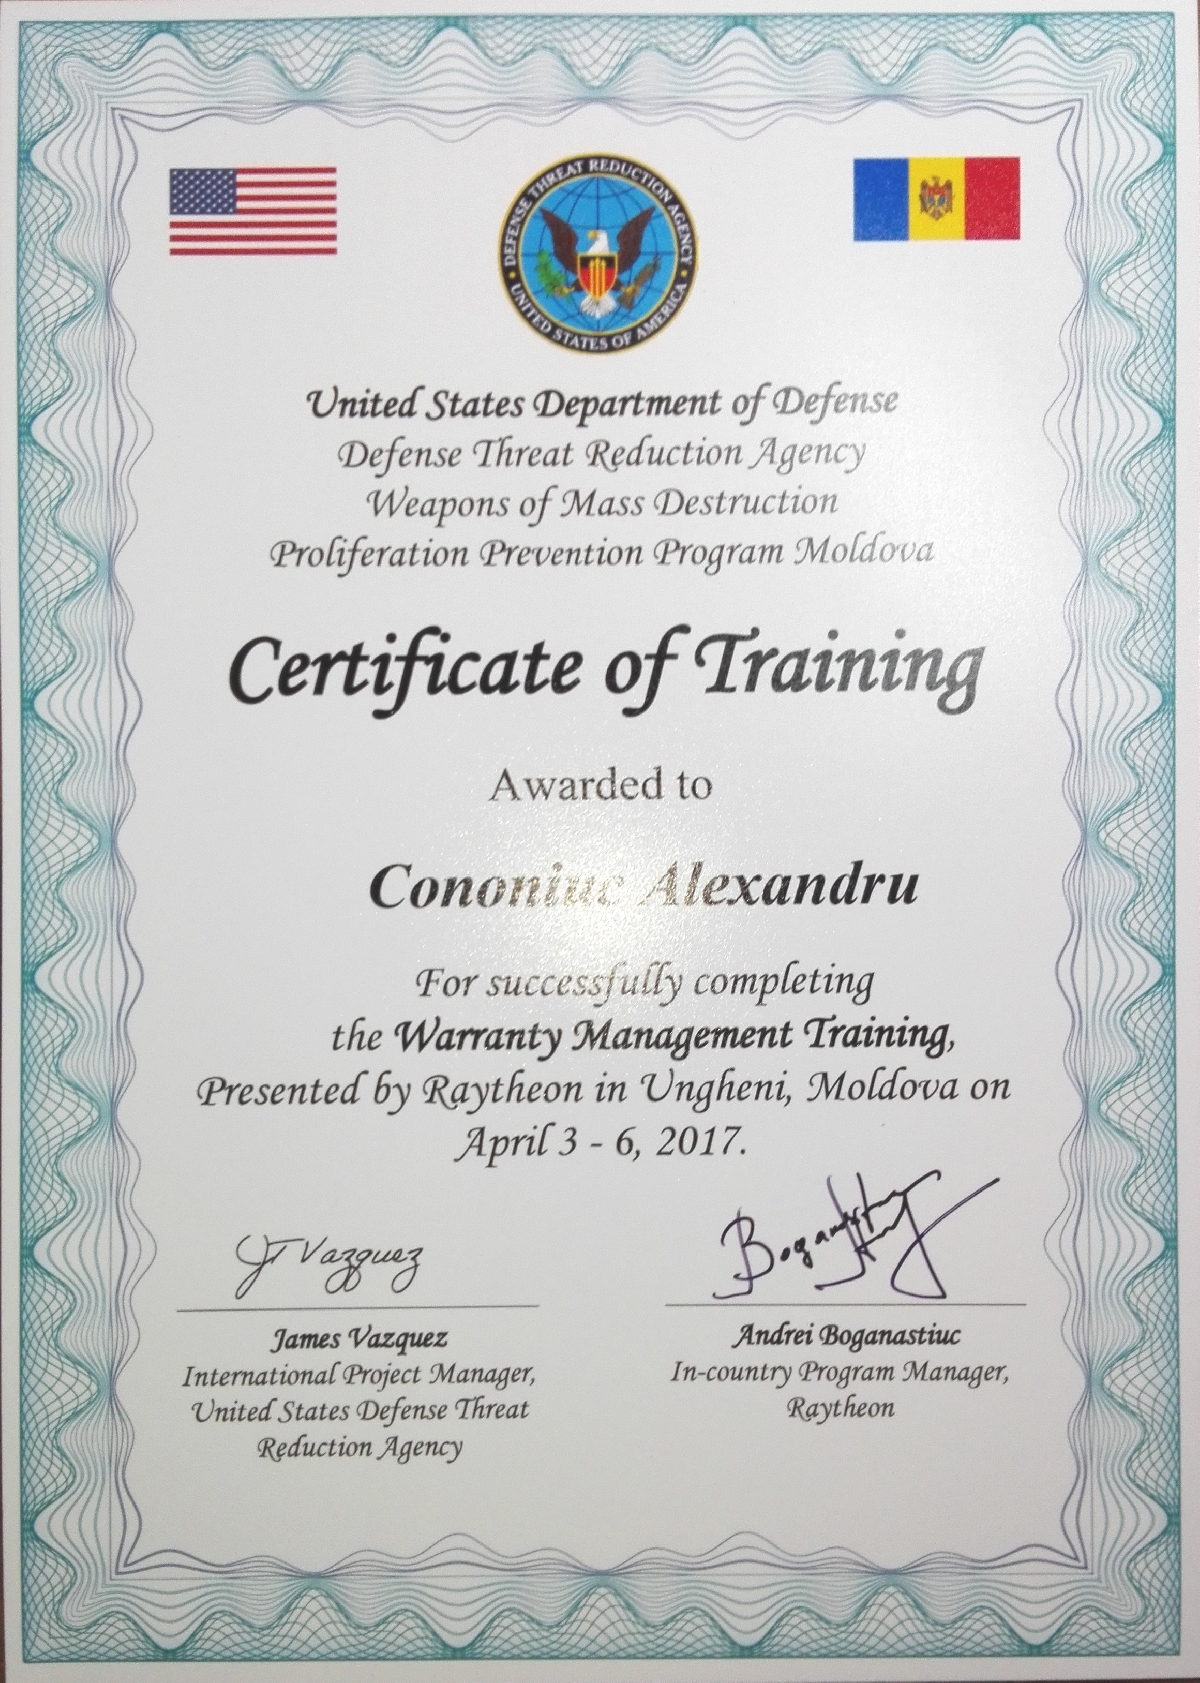 DEFENSE THREAT REDUCTION AGENCY
UNITED STATES OF AMERICA
United States Department of Defense
Defense Threat Reduction Agency
Weapons of Mass Destruction
Proliferation Prevention Program Moldova
Certificate of Training
Awarded to
Cononiuc Alexandru
For successfully completing
the Warranty Management Training,
Presented by Raytheon in Ungheni, Moldova on
April 3 - 6, 2017.
JT Vazquez
James Vazquez
International Project Manager,
United States Defense Threat
Reduction Agency
Andrei Boganastiuc
In-country Program Manager,
Raytheon